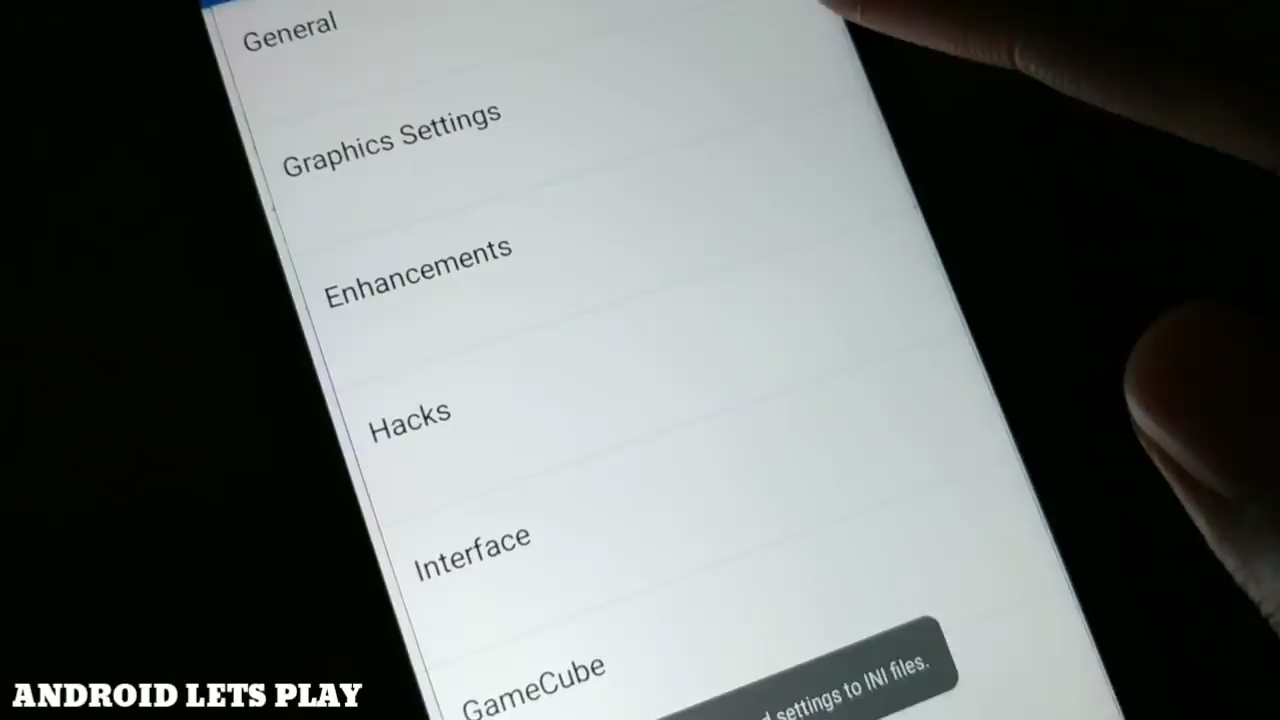 General
Graphics Settings
Enhancements
Hacks
Interface
GameCube
settings to INI files.
ANDROID LETS PLAY